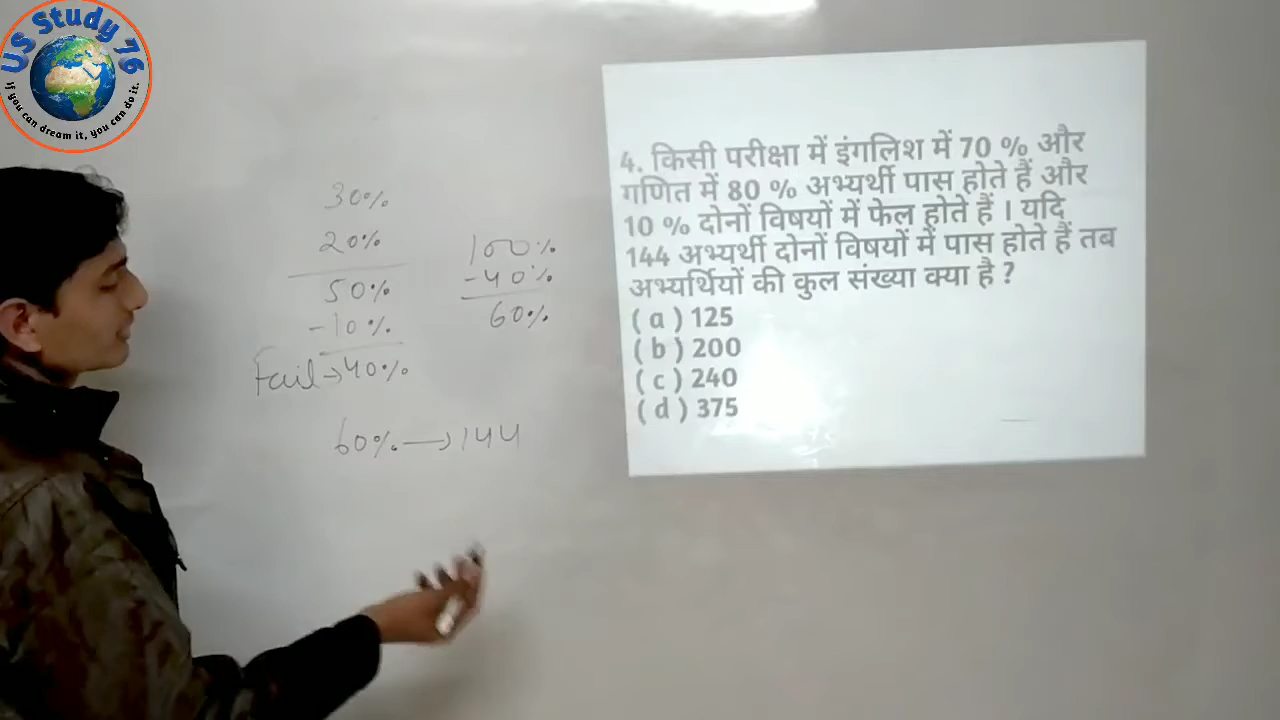 US Study 76
If you can dream it, you can do it.
30%
20%
50%
-10%
Fail→40%
100%
-40%
60%
60%→144
4. किसी परीक्षा में इंगलिश में 70 % और
गणित में 80 % अभ्यर्थी पास होते हैं और
10 % दोनों विषयों में फेल होते हैं । यदि
144 अभ्यर्थी दोनों विषयों में पास होते हैं तब
अभ्यर्थियों की कुल संख्या क्या है ?
( a ) 125
( b ) 200
( c ) 240
( d ) 375